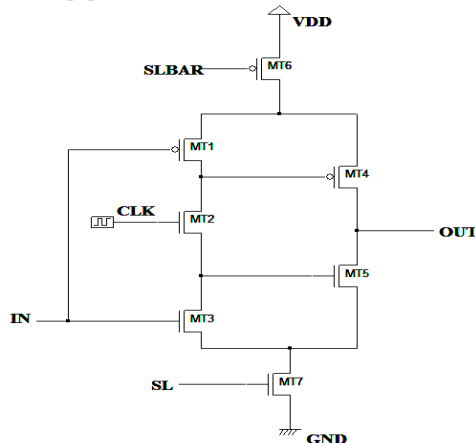 VDD
SLBAR
MT6
MT1
MT4
CLK
MT2
OUT
MT5
IN
MT3
SL
MT7
GND